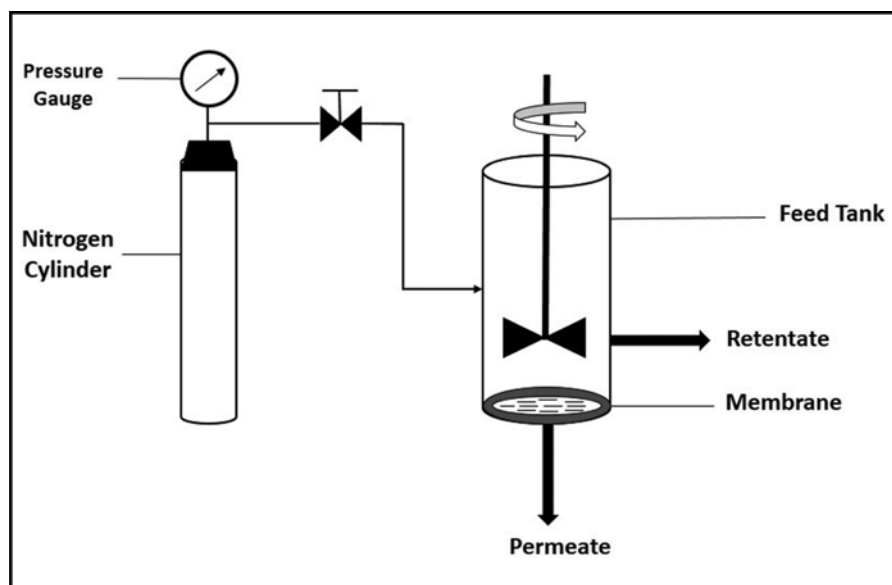 Pressure
Gauge
Nitrogen
Cylinder
Feed Tank
Retentate
Membrane
Permeate